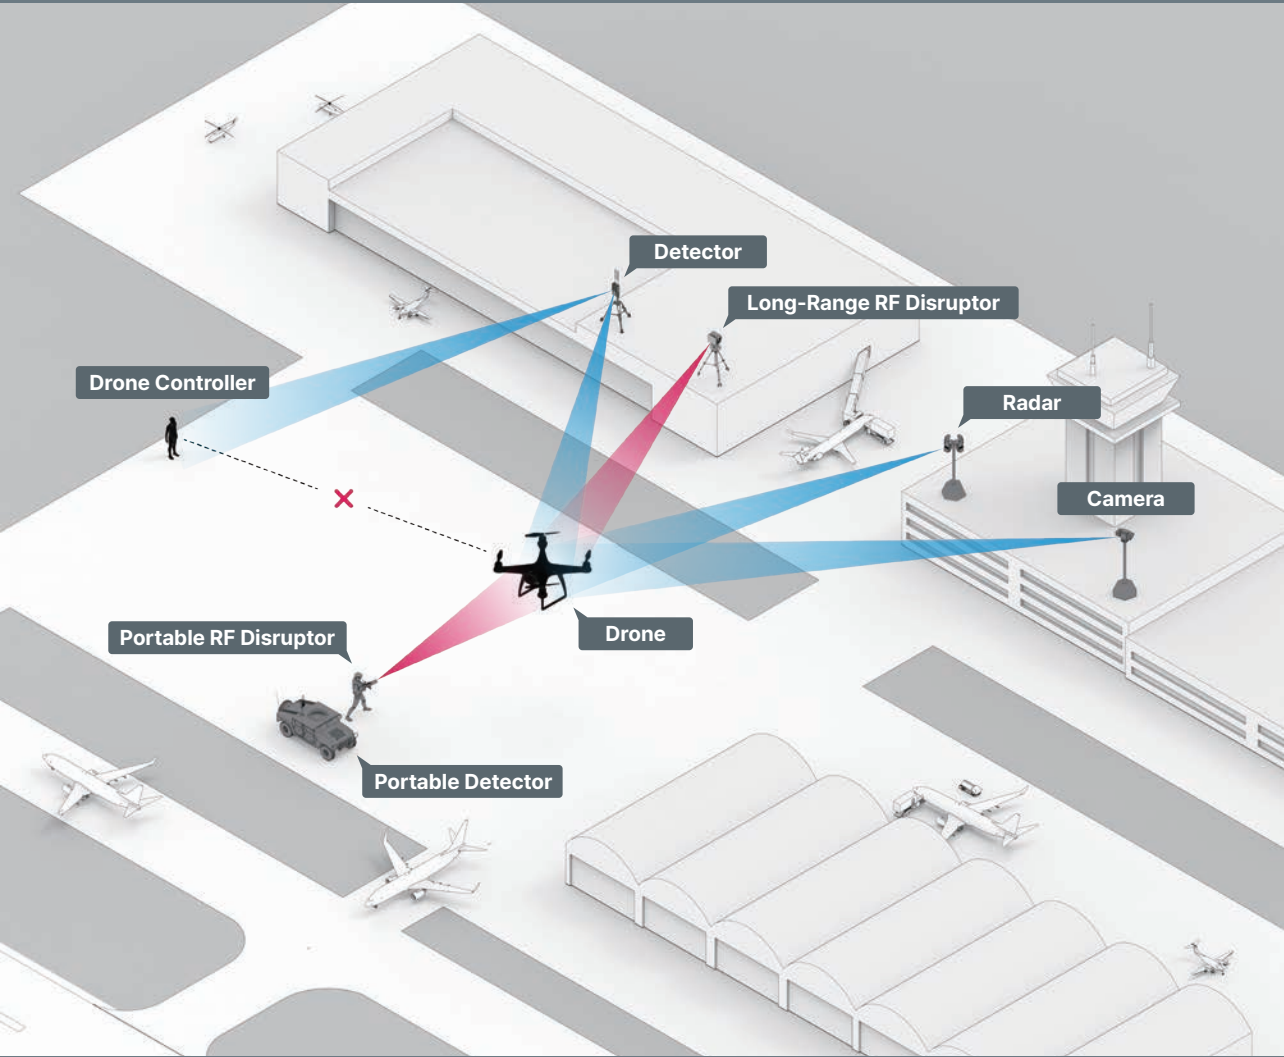 Detector
Long-Range RF Disruptor
Drone Controller
Radar
Camera
Portable RF Disruptor
Drone
Portable Detector